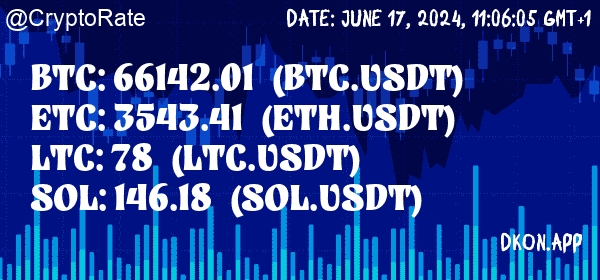 @CryptoRate
DATE: JUNE 17, 2024, 11:06:05 GMT+1
BTC: 66142.01 (BTC.USDT)
ETC: 3543.41 (ETH.USDT)
LTC: 78 (LTC.USDT)
SOL: 146.18 (SOL.USDT)
DKON.APP